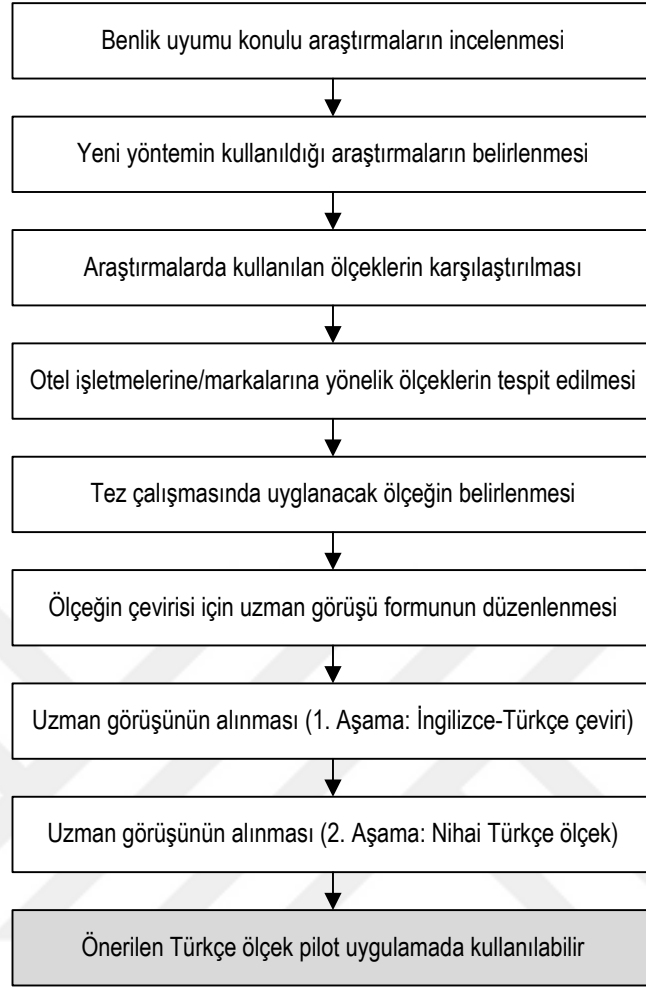 Benlik uyumu konulu araştırmaların incelenmesi
Yeni yöntemin kullanıldığı araştırmaların belirlenmesi
Araştırmalarda kullanılan ölçeklerin karşılaştırılması
Otel işletmelerine/markalarına yönelik ölçeklerin tespit edilmesi
Tez çalışmasında uyglanacak ölçeğin belirlenmesi
Ölçeğin çevirisi için uzman görüşü formunun düzenlenmesi
Uzman görüşünün alınması (1. Aşama: İngilizce-Türkçe çeviri)
Uzman görüşünün alınması (2. Aşama: Nihai Türkçe ölçek)
Önerilen Türkçe ölçek pilot uygulamada kullanılabilir